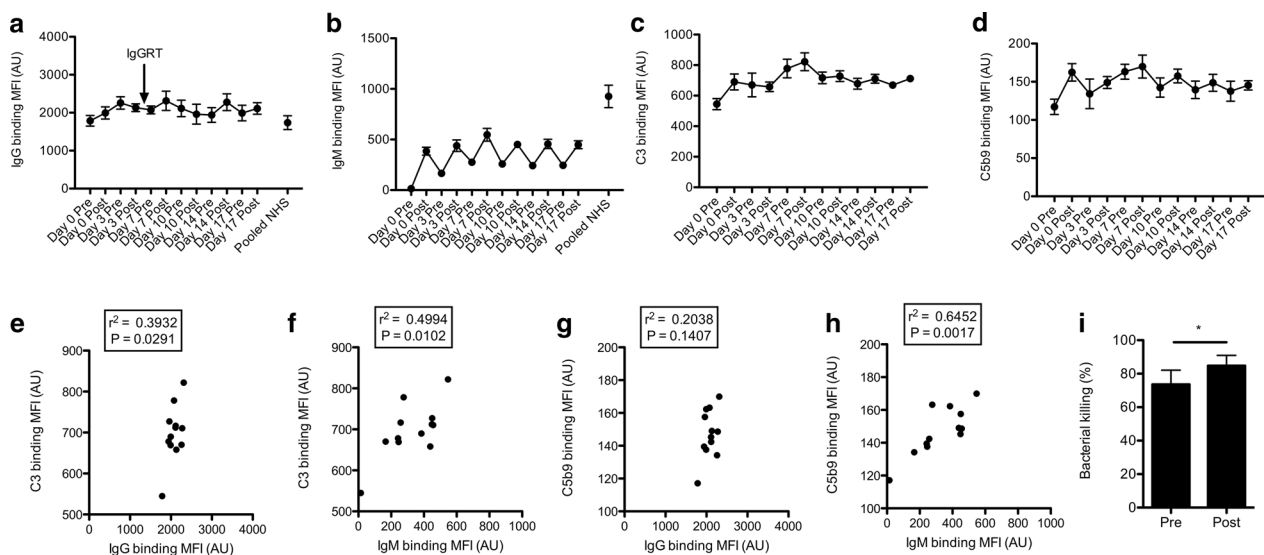 a
IgG binding MFI (AU)
4000
3000
2000
1000
0
IgGRT
Day 0 Pre
Day 0 Post
Day 3 Pre
Day 3 Post
Day 7 Pre
Day 7 Post
Day 10 Pre
Day 10 Post
Day 14 Pre
Day 14 Post
Day 17 Pre
Day 17 Post
Pooled NHS
b
IgM binding MFI (AU)
1500
1000
500
0
Day 0 Pre
Day 0 Post
Day 3 Pre
Day 3 Post
Day 7 Pre
Day 7 Post
Day 10 Pre
Day 10 Post
Day 14 Pre
Day 14 Post
Day 17 Pre
Day 17 Post
Pooled NHS
c
C3 binding MFI (AU)
1000
800
600
400
200
0
Day 0 Pre
Day 0 Post
Day 3 Pre
Day 3 Post
Day 7 Pre
Day 7 Post
Day 10 Pre
Day 10 Post
Day 14 Pre
Day 14 Post
Day 17 Pre
Day 17 Post
d
C5b9 binding MFI (AU)
200
150
100
50
0
Day 0 Pre
Day 0 Post
Day 3 Pre
Day 3 Post
Day 7 Pre
Day 7 Post
Day 10 Pre
Day 10 Post
Day 14 Pre
Day 14 Post
Day 17 Pre
Day 17 Post
e
r² = 0.3932
P = 0.0291
C3 binding MFI (AU)
900
800
700
600
500
0 1000 2000 3000 4000
IgG binding MFI (AU)
f
r² = 0.4994
P = 0.0102
C3 binding MFI (AU)
900
800
700
600
500
0 200 400 600 800 1000
IgM binding MFI (AU)
g
r² = 0.2038
P = 0.1407
C5b9 binding MFI (AU)
200
180
160
140
120
100
0 1000 2000 3000 4000
IgG binding MFI (AU)
h
r² = 0.6452
P = 0.0017
C5b9 binding MFI (AU)
200
180
160
140
120
100
0 200 400 600 800 1000
IgM binding MFI (AU)
i
*
Bacterial killing (%)
100
80
60
40
20
0
Pre Post